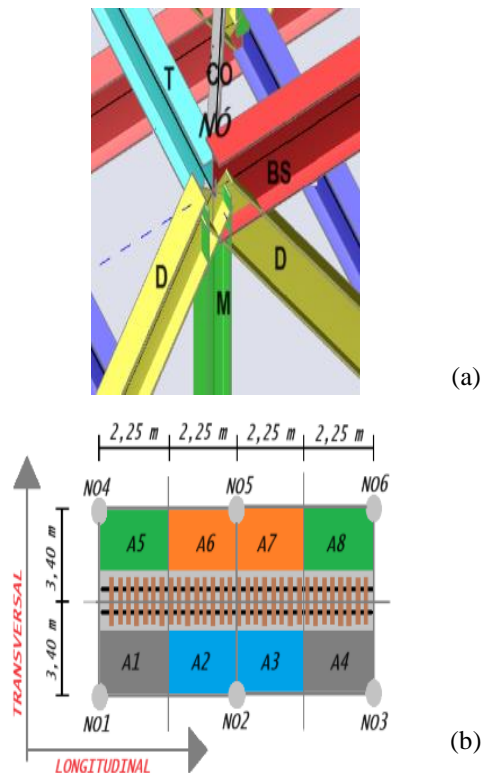 T
CO
NÓ
BS
D
D
M
(a)
2,25 m 2,25 m 2,25 m 2,25 m
NO4 NO5 NO6
A5 A6 A7 A8
3,40 m
TRANSVERSAL
3,40 m
A1 A2 A3 A4
NO1 NO2 NO3
LONGITUDINAL
(b)